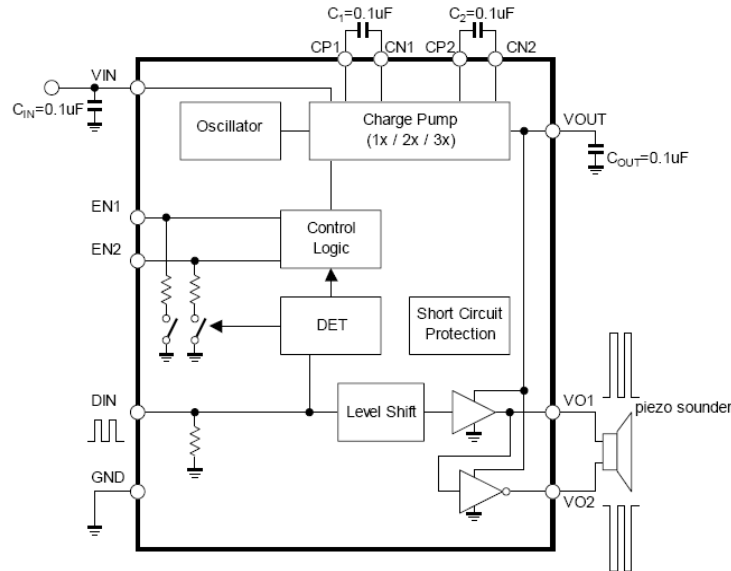 C1=0.1uF
C2=0.1uF
CP1
CN1
CP2
CN2
VIN
CIN=0.1uF
Oscillator
Charge Pump
(1x / 2x / 3x)
VOUT
COUT=0.1uF
EN1
EN2
Control
Logic
DET
Short Circuit
Protection
DIN
Level Shift
VO1
piezo sounder
GND
VO2